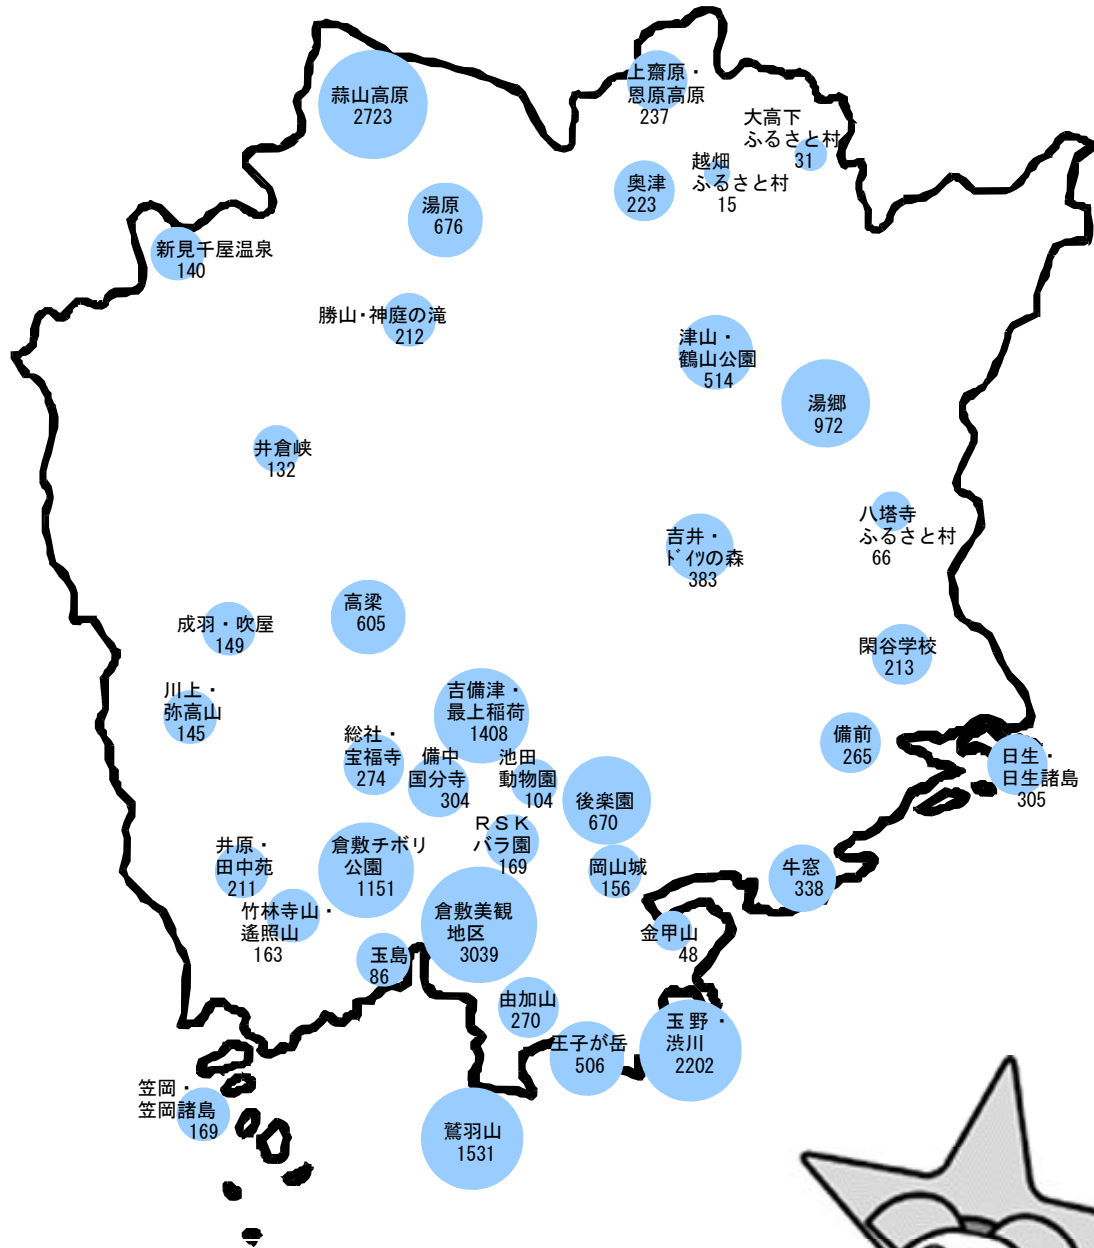 蒜山高原
2723
上齋原・
恩原高原
237
大高下
ふるさと村
31
越畑
ふるさと村
15
奥津
223
湯原
676
新見千屋温泉
140
勝山・神庭の滝
212
津山・
鶴山公園
514
湯郷
972
井倉峡
132
八塔寺
ふるさと村
66
吉井・
ﾄﾞｲﾂの森
383
高梁
605
成羽・吹屋
149
閑谷学校
213
川上・
弥高山
145
吉備津・
最上稲荷
1408
総社・
宝福寺
274
備中
国分寺
304
池田
動物園
104
備前
265
日生・
日生諸島
305
後楽園
670
ＲＳＫ
バラ園
169
井原・
田中苑
211
倉敷チボリ
公園
1151
岡山城
156
牛窓
338
竹林寺山・
遙照山
163
倉敷美観
地区
3039
金甲山
48
玉島
86
由加山
270
王子が岳
506
玉野・
渋川
2202
笠岡・
笠岡諸島
169
鷲羽山
1531